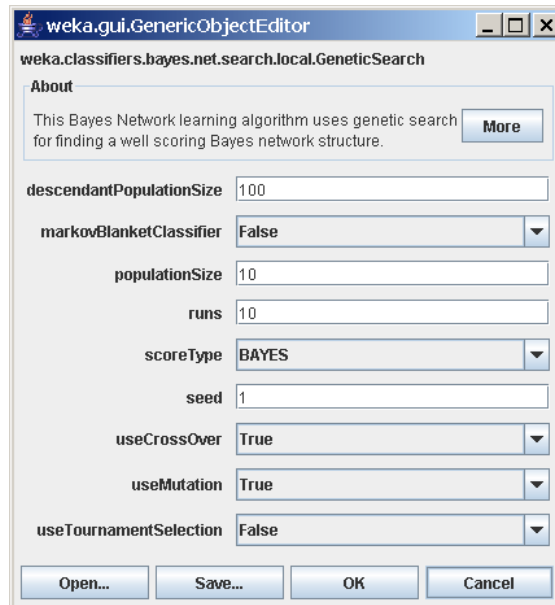 weka.gui.GenericObjectEditor
weka.classifiers.bayes.net.search.local.GeneticSearch
About
This Bayes Network learning algorithm uses genetic search
for finding a well scoring Bayes network structure.
More
descendantPopulationSize 100
markovBlanketClassifier False
populationSize 10
runs 10
scoreType BAYES
seed 1
useCrossOver True
useMutation True
useTournamentSelection False
Open... Save... OK Cancel